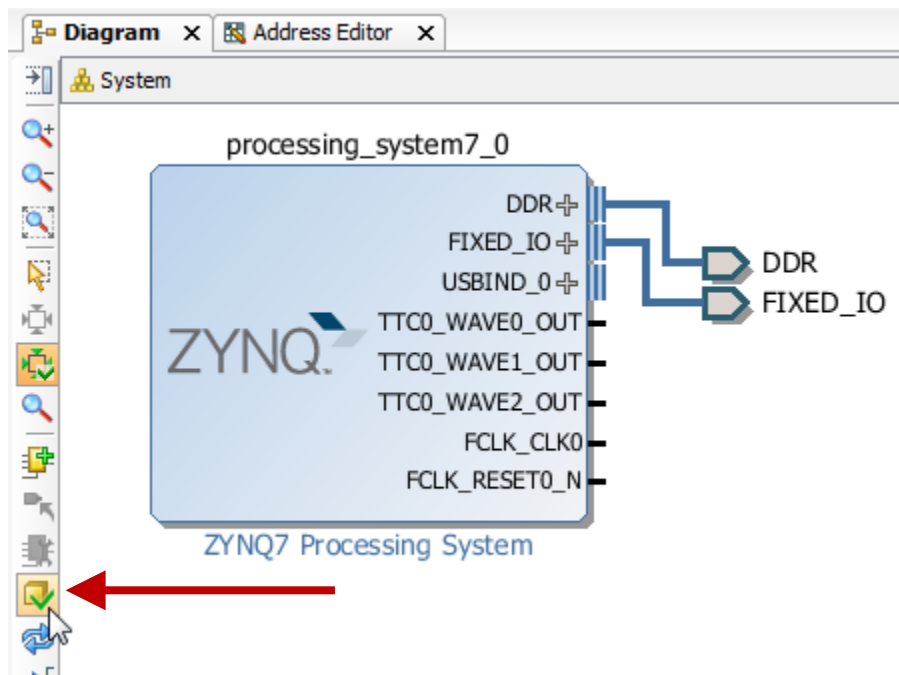 Diagram X Address Editor X
System
processing_system7_0
DDR
FIXED_IO
USBIND_0
TTC0_WAVE0_OUT
TTC0_WAVE1_OUT
TTC0_WAVE2_OUT
FCLK_CLK0
FCLK_RESET0_N
ZYNQ
DDR
FIXED_IO
ZYNQ7 Processing System